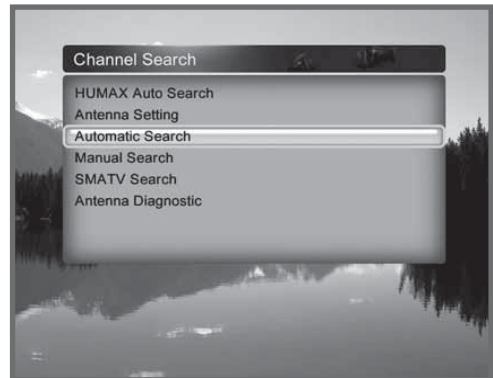 Channel Search
HUMAX Auto Search
Antenna Setting
Automatic Search
Manual Search
SMATV Search
Antenna Diagnostic